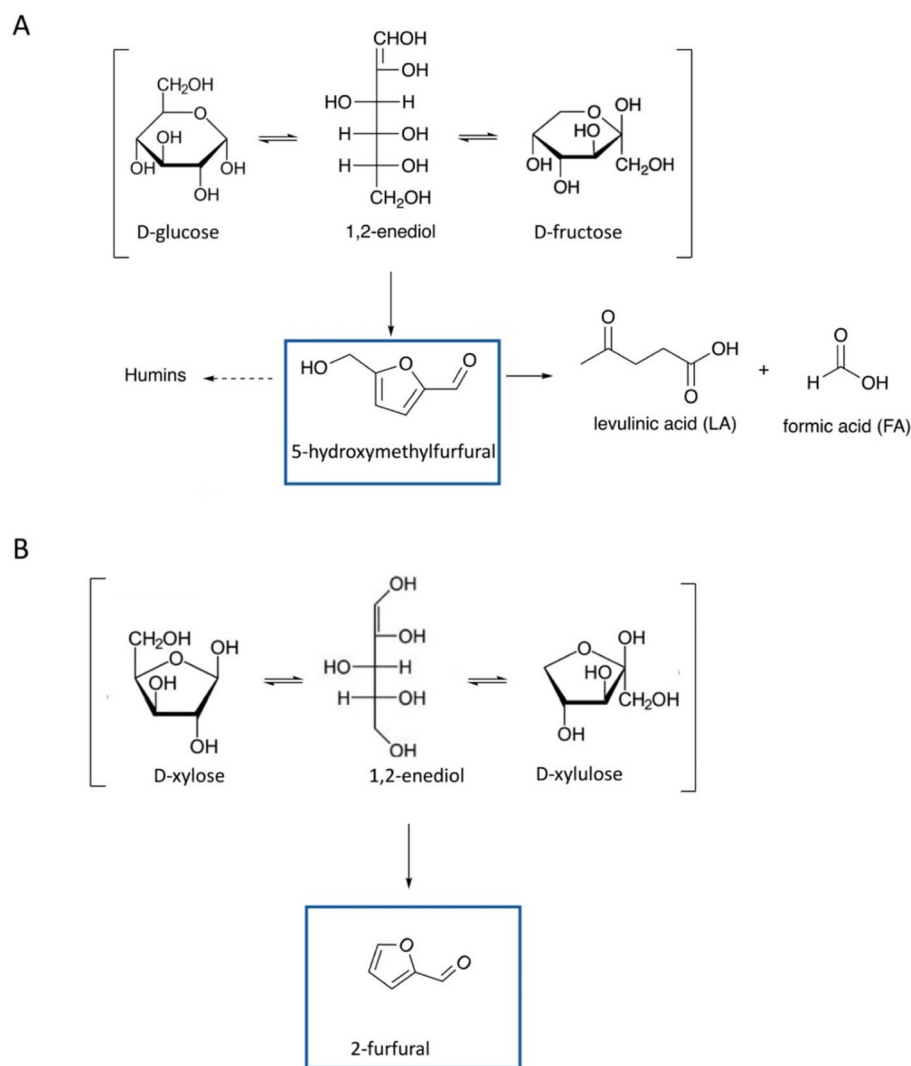 A
CHOH
OH
CH₂OH
O
HO
H
OH
OH
OH
OH
H
OH
H
OH
CH₂OH
O
OH
HO
OH
OH
CH₂OH
D-glucose
1,2-enediol
D-fructose
Humins
HO
O
O
5-hydroxymethylfurfural
O
OH
O
levulinic acid (LA)
+
O
H
OH
formic acid (FA)
B
OH
CH₂OH
O
OH
OH
OH
OH
HO
H
H
OH
OH
O
OH
HO
CH₂OH
OH
D-xylose
1,2-enediol
D-xylulose
O
O
2-furfural